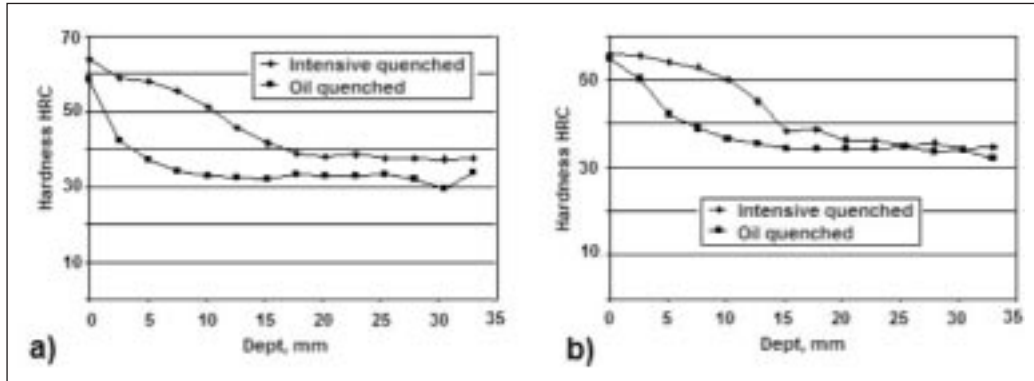 70
50
30
10
Hardness HRC
Intensive quenched
Oil quenched
0 5 10 15 20 25 30 35
Dept, mm
a)
50
30
10
Hardness HRC
Intensive quenched
Oil quenched
0 5 10 15 20 25 30 35
Dept, mm
b)